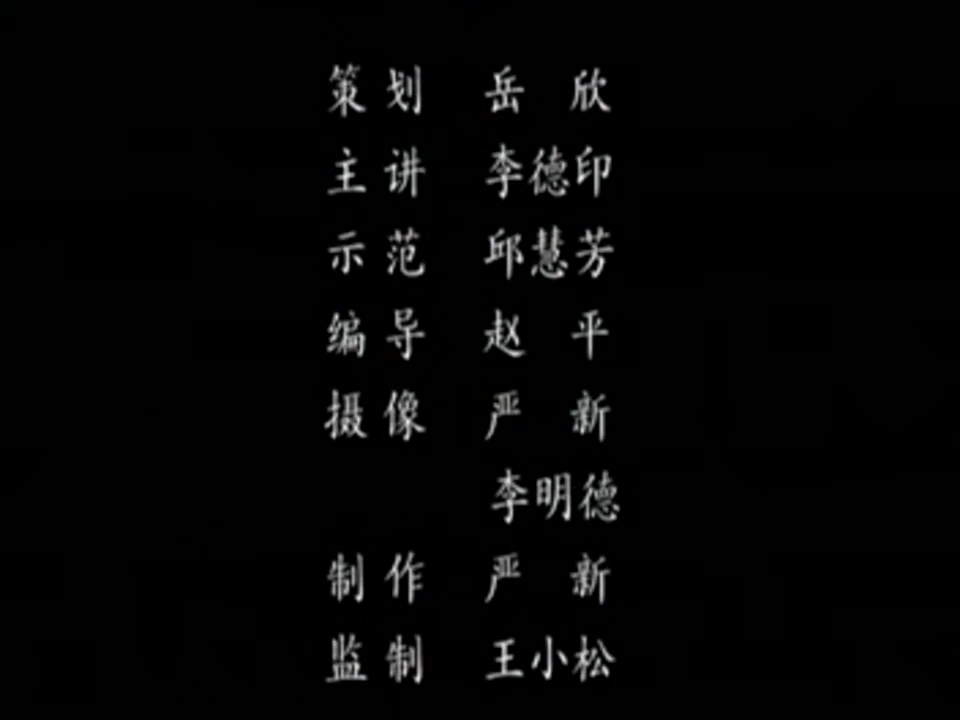 策划 岳欣
主讲 李德印
示范 邱慧芳
编导 赵平
摄像 严新
李明德
制作 严新
监制 王小松